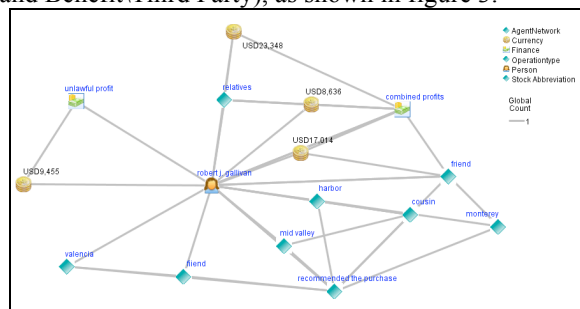 and Benefit\Third Party), as shown in figure 3.
USD23,348
AgentNetwork
Currency
Finance
Operationtype
Person
Stock Abbreviation
unlawful profit
relatives
USD8,636
combined profits
Global
Count
1
USD17,014
USD9,455
robert j. gallivan
friend
harbor
cousin
monterey
mid valley
valencia
friend
recommended the purchase